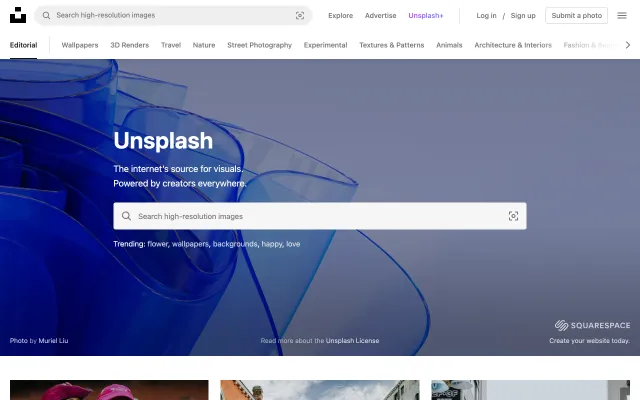 Search high-resolution images
Explore
Advertise
Unsplash+
Log in / Sign up
Submit a photo
Editorial
Wallpapers
3D Renders
Travel
Nature
Street Photography
Experimental
Textures & Patterns
Animals
Architecture & Interiors
Fashion &
Unsplash
The internet's source for visuals.
Powered by creators everywhere.
Search high-resolution images
Trending: flower, wallpapers, backgrounds, happy, love
SQUARESPACE
Photo by Muriel Liu
Read more about the Unsplash License
Create your website today.